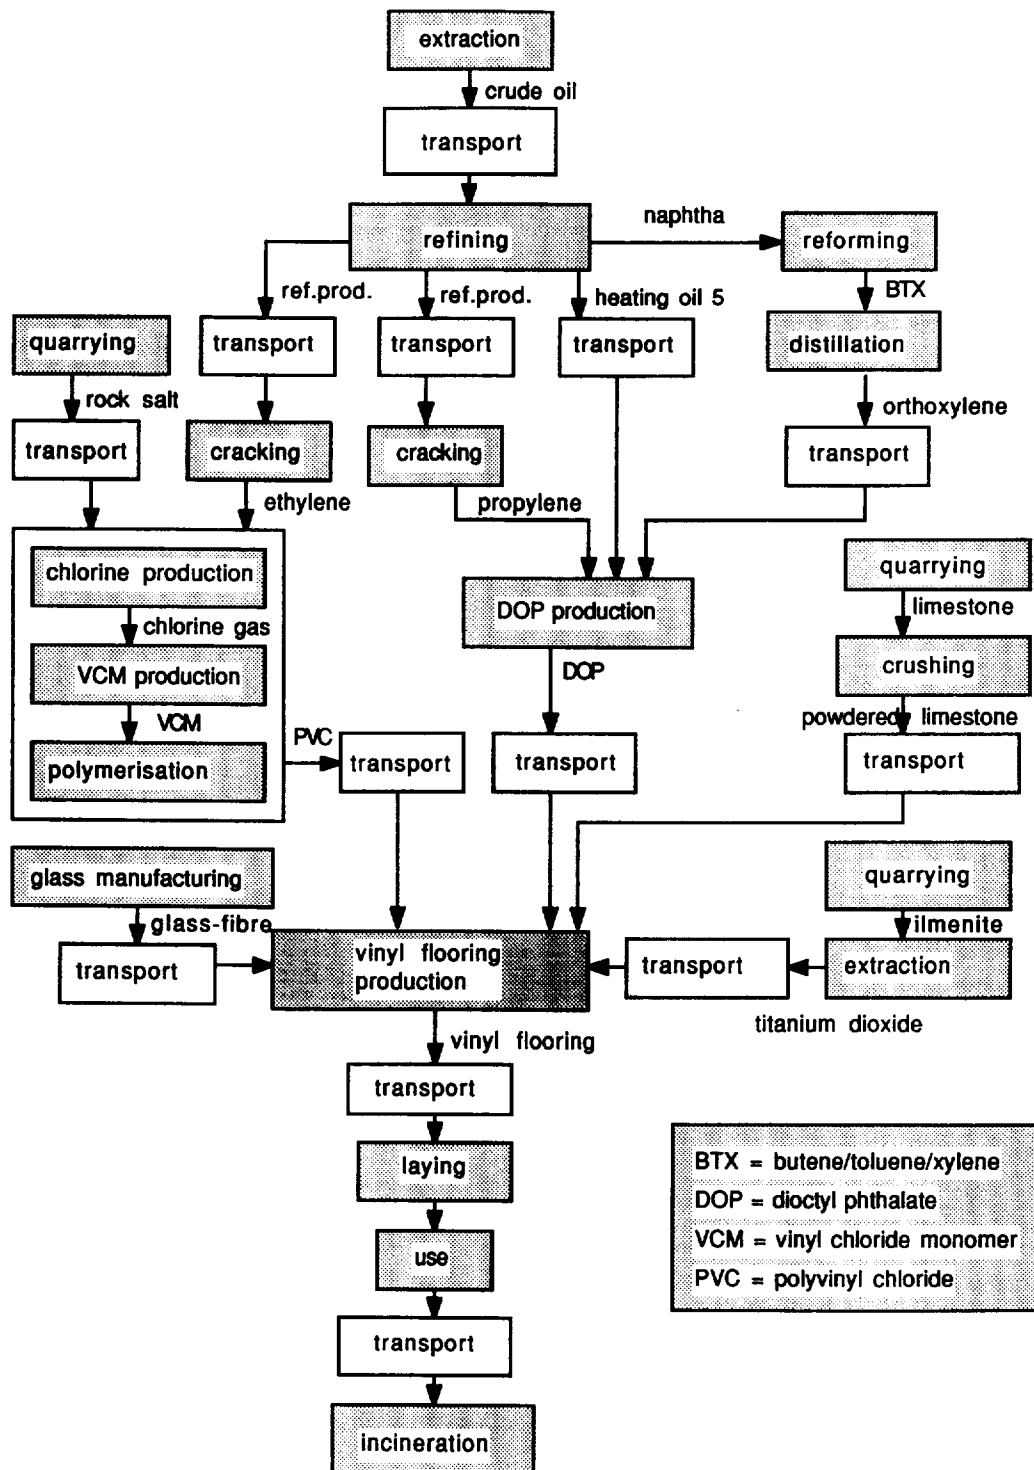 extraction
crude oil
transport
refining
naphtha
reforming
ref.prod.
ref.prod.
heating oil 5
BTX
quarrying
transport
transport
transport
distillation
rock salt
orthoxylene
transport
cracking
cracking
transport
ethylene
propylene
chlorine production
quarrying
DOP production
limestone
chlorine gas
VCM production
DOP
crushing
VCM
PVC
powdered limestone
polymerisation
transport
transport
transport
glass manufacturing
quarrying
glass-fibre
ilmenite
transport
vinyl flooring
production
transport
extraction
titanium dioxide
vinyl flooring
transport
laying
use
transport
incineration
BTX = butene/toluene/xylene
DOP = dioctyl phthalate
VCM = vinyl chloride monomer
PVC = polyvinyl chloride